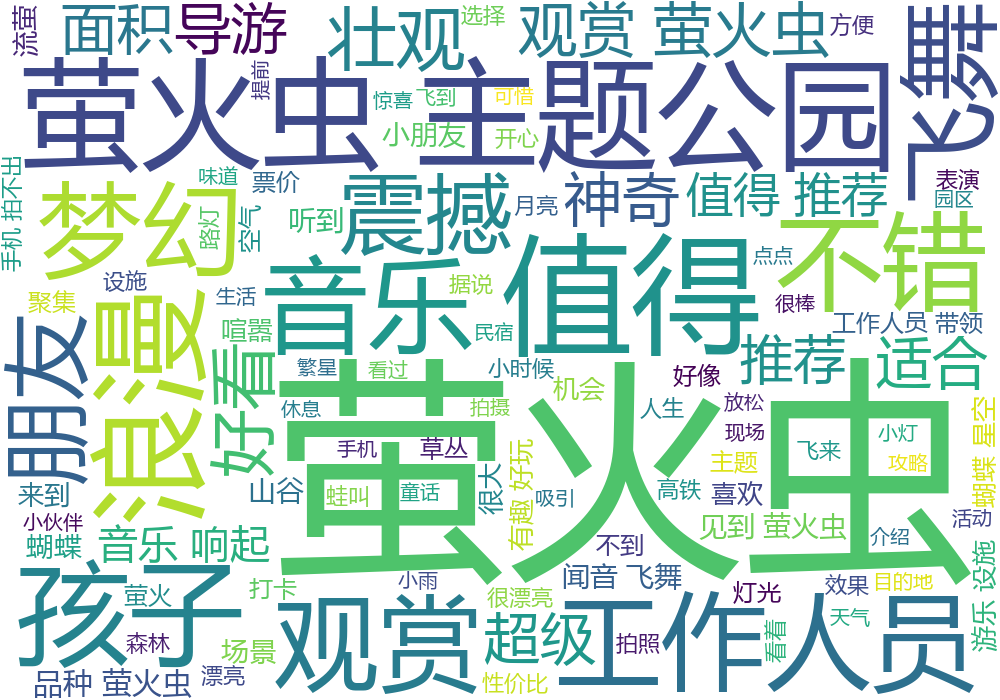 流萤
面积
导游
壮观
选择
观赏 萤火虫
方便
飞舞
萤火虫 主题公园
提前
惊喜
飞到
可惜
小朋友
开心
手机 拍不出
味道
票价
梦幻
路灯
空气
听到
震撼
月亮
神奇
值得 推荐
表演
园区
不错
设施
聚集
生活
音乐
据说
值得
点点
很棒
民宿
工作人员 带领
朋友
浪漫
喧嚣
好看
繁星
看过
小时候
推荐
适合
休息
萤火虫
拍摄
机会
好像
人生
放松
现场
小灯
飞来
蝴蝶 星空
手机
草丛
有趣 好玩
主题
攻略
来到
山谷
蛙叫
童话
很大
吸引
高铁
喜欢
活动
小伙伴
蝴蝶
音乐 响起
见到 萤火虫
介绍
不到
孩子
萤火
打卡
小雨
闻音 飞舞
很漂亮
灯光
效果
目的地
游乐 设施
森林
场景
观赏
超级
拍照
工作人员
看着
天气
品种 萤火虫
漂亮
性价比